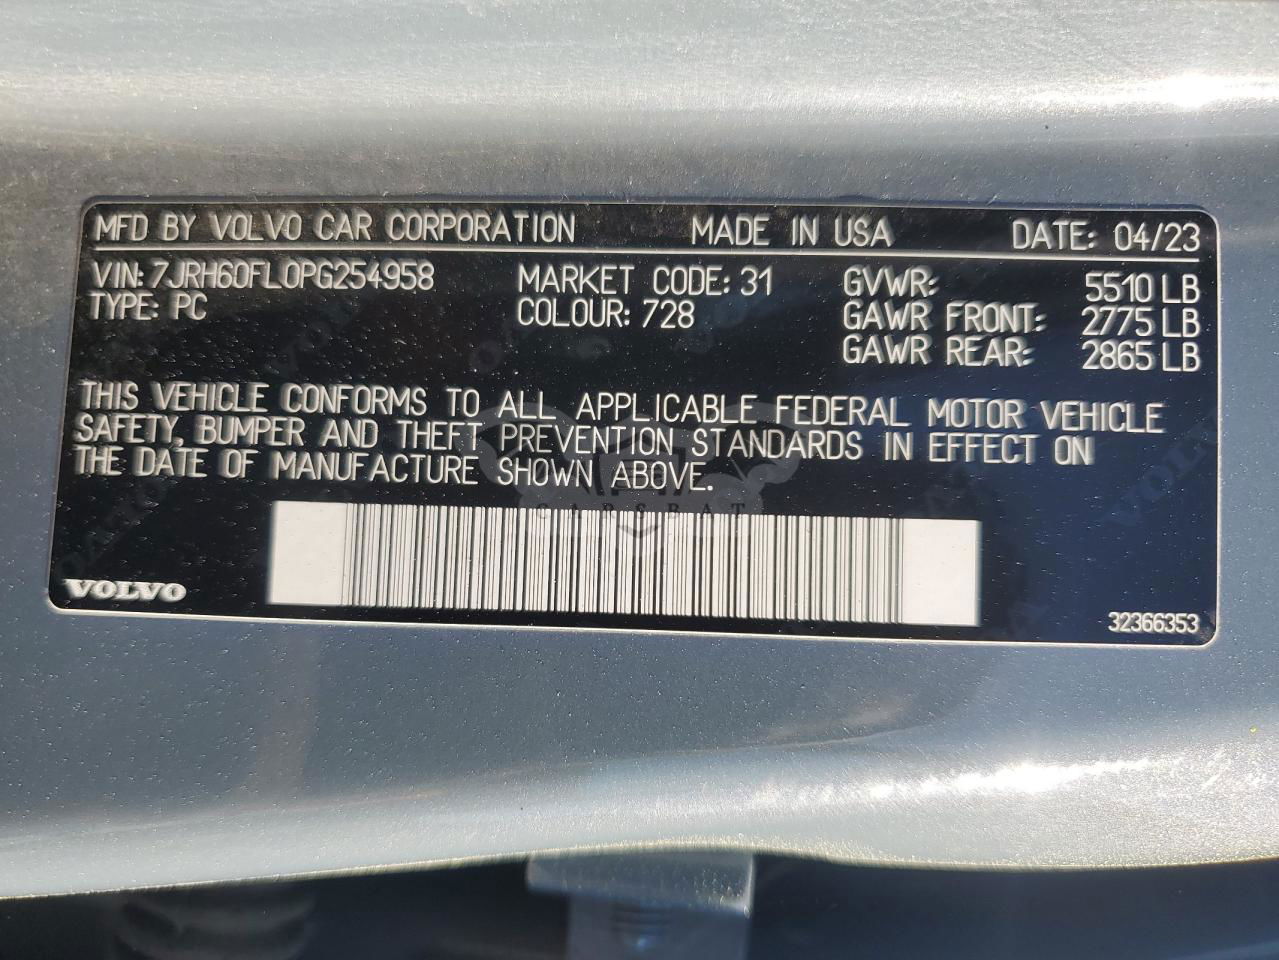 MFD BY VOLVO CAR CORPORATION MADE IN USA DATE: 04/23
VIN: 7JRH60FL0PG254958 MARKET CODE: 31 GVWR: 5510 LB
TYPE: PC COLOUR: 728 GAWR FRONT: 2775 LB
GAWR REAR: 2865 LB
THIS VEHICLE CONFORMS TO ALL APPLICABLE FEDERAL MOTOR VEHICLE
SAFETY, BUMPER AND THEFT PREVENTION STANDARDS IN EFFECT ON
THE DATE OF MANUFACTURE SHOWN ABOVE.
CARSBAT
VOLVO 32366353